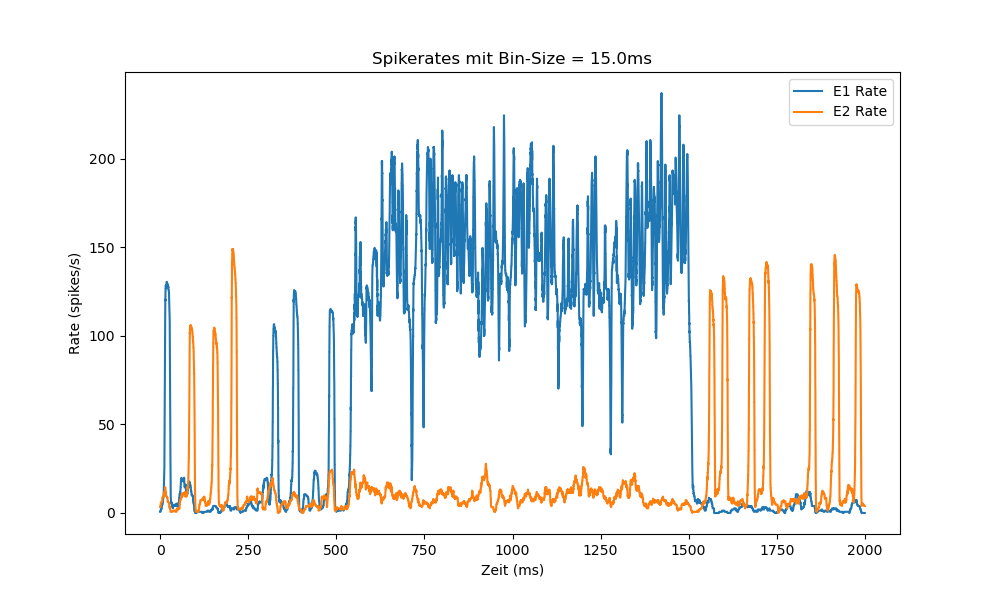 Spikerates mit Bin-Size = 15.0ms
E1 Rate
E2 Rate
Rate (spikes/s)
200
150
100
50
0
0 250 500 750 1000 1250 1500 1750 2000
Zeit (ms)